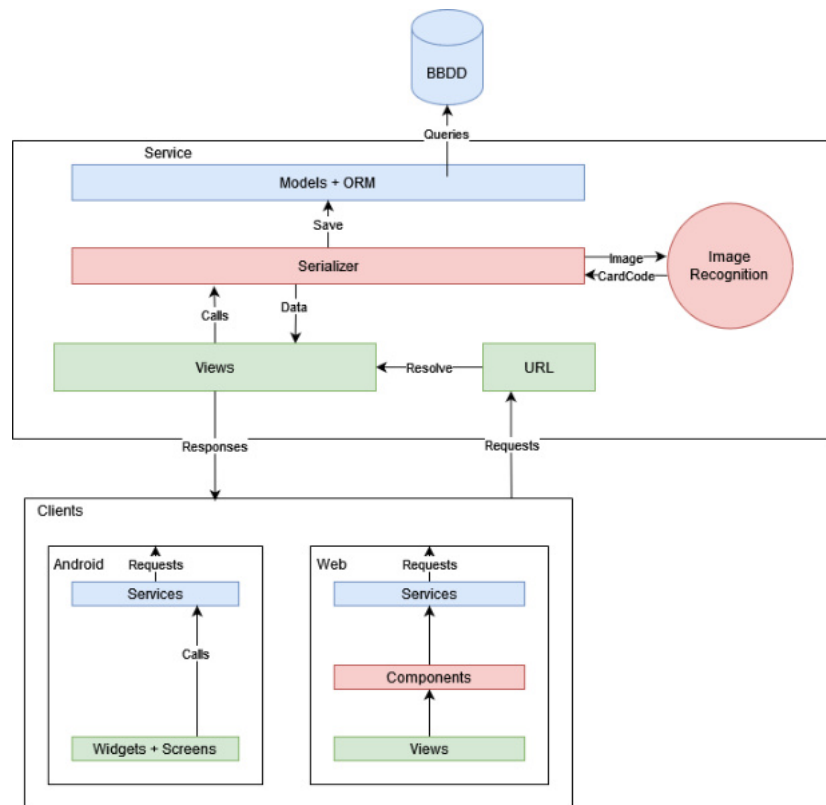 BBDD
Queries
Service
Models + ORM
Save
Serializer
Image
CardCode
Image
Recognition
Calls
Data
Views
Resolve
URL
Responses
Requests
Clients
Android
Requests
Services
Calls
Widgets + Screens
Web
Requests
Services
Components
Views